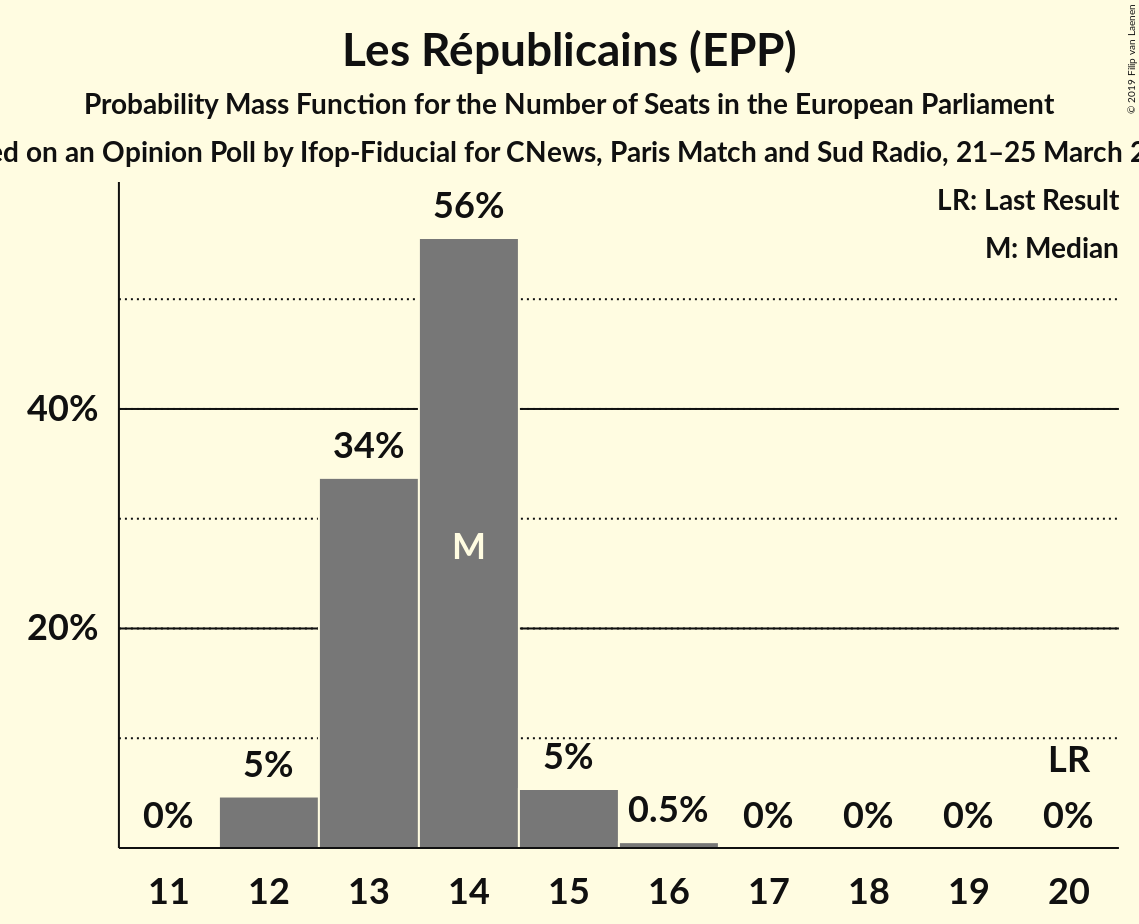 Les Républicains (EPP)
Probability Mass Function for the Number of Seats in the European Parliament
on an Opinion Poll by Ifop-Fiducial for CNews, Paris Match and Sud Radio, 21–25 March
© 2019 Filip van Laenen
LR: Last Result
M: Median
56%
40%
34%
M
20%
5%
5%
LR
0%
0.5%
0%
0%
0%
0%
11 12 13 14 15 16 17 18 19 20